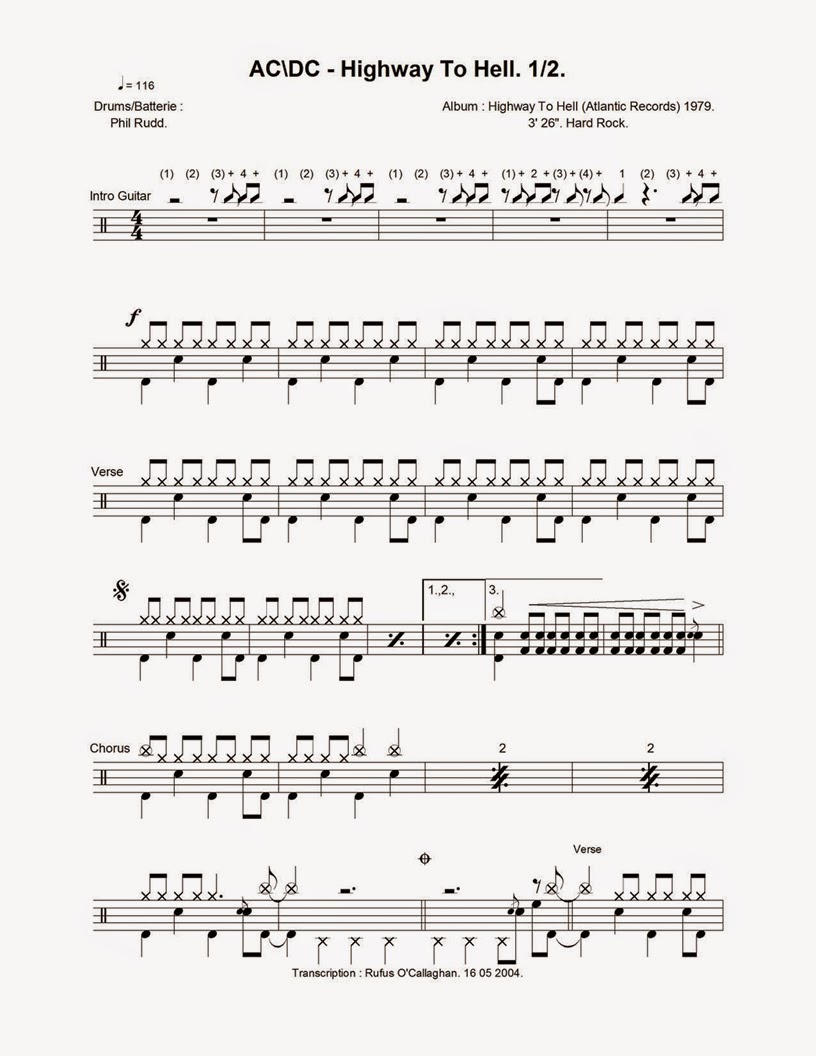 AC\DC - Highway To Hell. 1/2.
= 116
Drums/Batterie :
Phil Rudd.
Album : Highway To Hell (Atlantic Records) 1979.
3' 26". Hard Rock.
(1) (2) (3) + 4 + (1) (2) (3) + 4 + (1) (2) (3) + 4 + (1) + 2 + (3) + (4) + 1 (2) (3) + 4 +
Intro Guitar
4
4
f
Verse
1.,2., 3.
Chorus 2 2
Verse
Transcription : Rufus O'Callaghan. 16 05 2004.